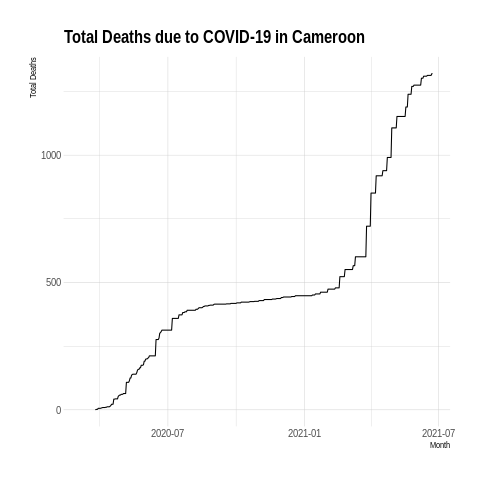 Total Deaths due to COVID-19 in Cameroon
Total Deaths
1000
500
0
2020-07
2021-01
2021-07
Month